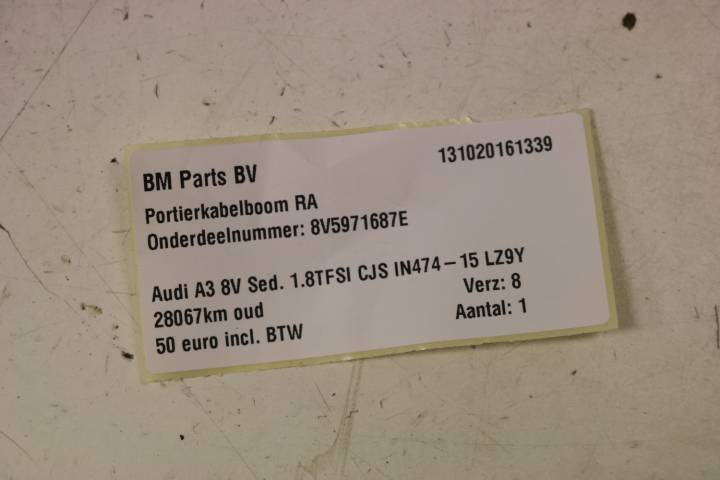 BM Parts BV 131020161339
Portierkabelboom RA
Onderdeelnummer: 8V5971687E
Audi A3 8V Sed. 1.8TFSI CJS IN474-15 LZ9Y
28067km oud Verz: 8
50 euro incl. BTW Aantal: 1